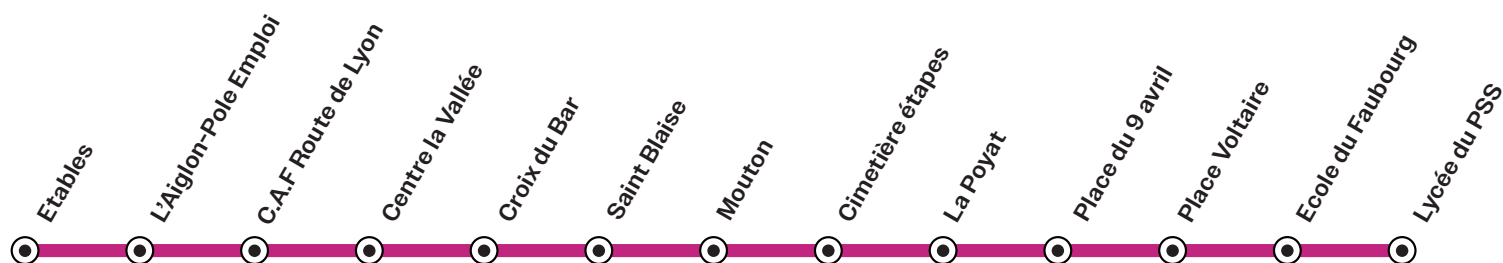 Etables
L'Aiglon-Pole Emploi
C.A.F Route de Lyon
Centre la Vallée
Croix du Bar
Saint Blaise
Mouton
Cimetière étapes
La Poyat
Place du 9 avril
Place Voltaire
Ecole du Faubourg
Lycée du PSS